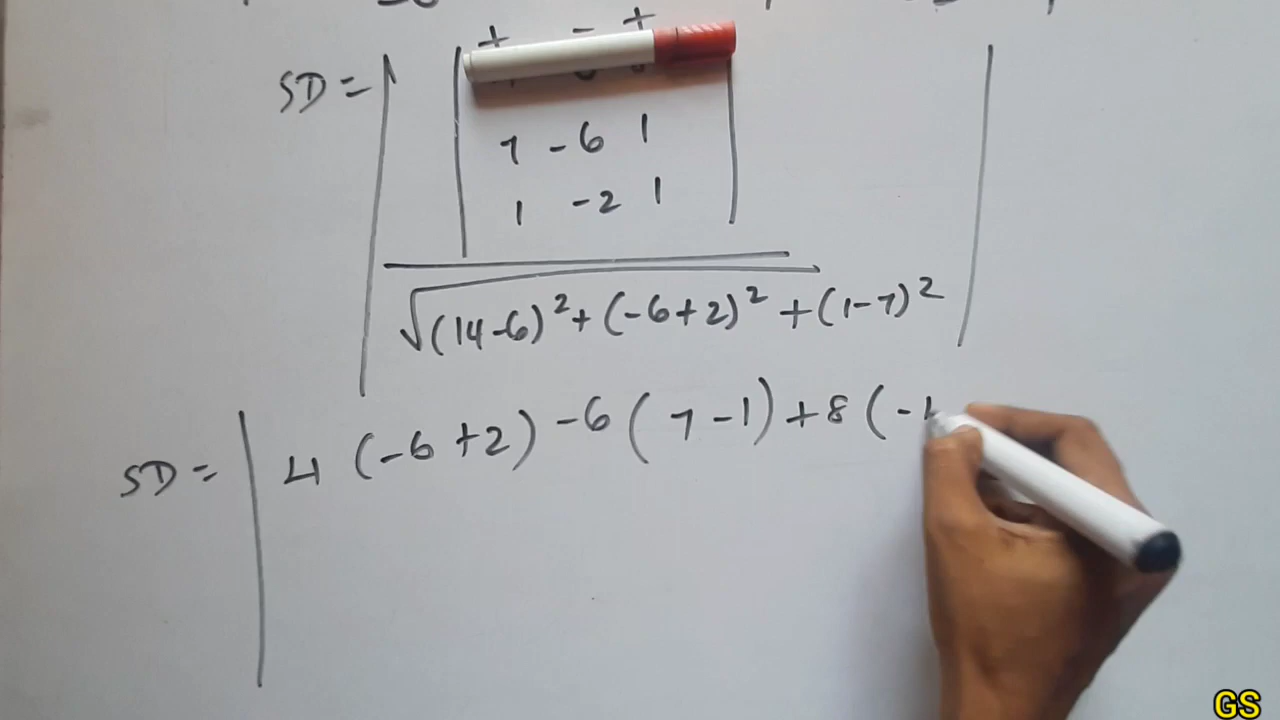 + - +
SD =
7 -6 1
1 -2 1
√(14-6)² + (-6+2)² + (1-7)²
SD = | 4 (-6+2) -6 (7-1) +8 (-1
GS